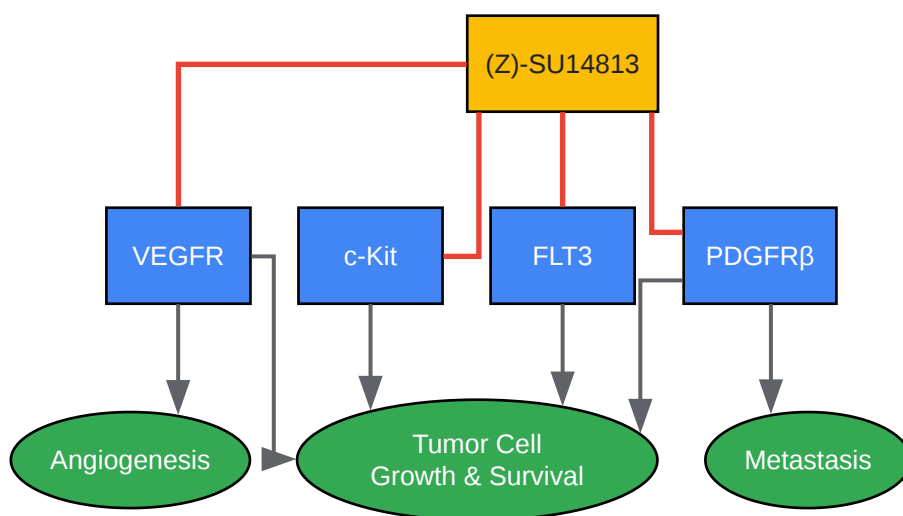 (Z)-SU14813
VEGFR
c-Kit
FLT3
PDGFRβ
Angiogenesis
Tumor Cell
Growth & Survival
Metastasis